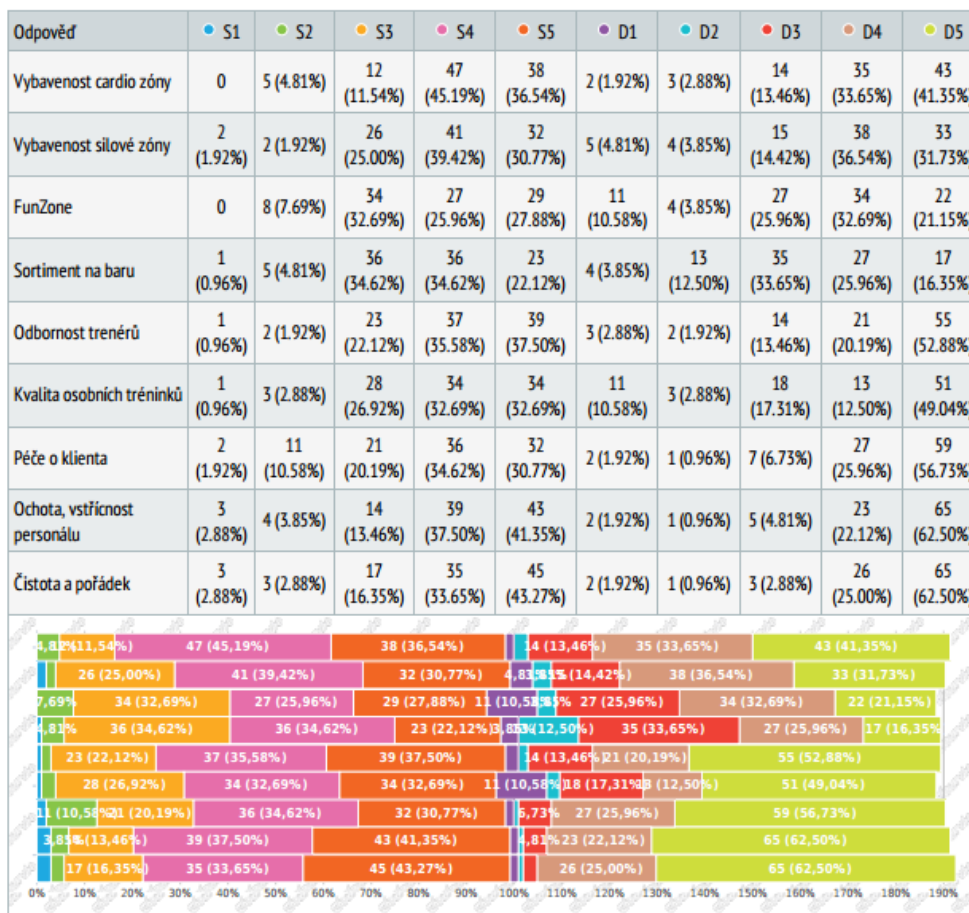 Odpověď S1 S2 S3 S4 S5 D1 D2 D3 D4 D5
Vybavenost cardio zóny 0 5 (4.81%) 12 (11.54%) 47 (45.19%) 38 (36.54%) 2 (1.92%) 3 (2.88%) 14 (13.46%) 35 (33.65%) 43 (41.35%
Vybavenost silové zóny 2 (1.92%) 2 (1.92%) 26 (25.00%) 41 (39.42%) 32 (30.77%) 5 (4.81%) 4 (3.85%) 15 (14.42%) 38 (36.54%) 33 (31.73%
FunZone 0 8 (7.69%) 34 (32.69%) 27 (25.96%) 29 (27.88%) 11 (10.58%) 4 (3.85%) 27 (25.96%) 34 (32.69%) 22 (21.15%
Sortiment na baru 1 (0.96%) 5 (4.81%) 36 (34.62%) 36 (34.62%) 23 (22.12%) 4 (3.85%) 13 (12.50%) 35 (33.65%) 27 (25.96%) 17 (16.35%
Odbornost trenérů 1 (0.96%) 2 (1.92%) 23 (22.12%) 37 (35.58%) 39 (37.50%) 3 (2.88%) 2 (1.92%) 14 (13.46%) 21 (20.19%) 55 (52.88%
Kvalita osobních tréninků 1 (0.96%) 3 (2.88%) 28 (26.92%) 34 (32.69%) 34 (32.69%) 11 (10.58%) 3 (2.88%) 18 (17.31%) 13 (12.50%) 51 (49.04%
Péče o klienta 2 (1.92%) 11 (10.58%) 21 (20.19%) 36 (34.62%) 32 (30.77%) 2 (1.92%) 1 (0.96%) 7 (6.73%) 27 (25.96%) 59 (56.73%
Ochota, vstřícnost personálu 3 (2.88%) 4 (3.85%) 14 (13.46%) 39 (37.50%) 43 (41.35%) 2 (1.92%) 1 (0.96%) 5 (4.81%) 23 (22.12%) 65 (62.50%
Čistota a pořádek 3 (2.88%) 3 (2.88%) 17 (16.35%) 35 (33.65%) 45 (43.27%) 2 (1.92%) 1 (0.96%) 3 (2.88%) 26 (25.00%) 65 (62.50%
47 (45,19%) 38 (36,54%) 14 (13,46%) 35 (33,65%) 43 (41,35%)
26 (25,00%) 41 (39,42%) 32 (30,77%) 38 (36,54%) 33 (31,73%)
34 (32,69%) 27 (25,96%) 29 (27,88%) 27 (25,96%) 34 (32,69%) 22 (21,15%)
36 (34,62%) 36 (34,62%) 23 (22,12%) 35 (33,65%) 27 (25,96%) 17 (16,35%
23 (22,12%) 37 (35,58%) 39 (37,50%) 14 (13,46%) 21 (20,19%) 55 (52,88%)
28 (26,92%) 34 (32,69%) 34 (32,69%) 11 (10,58%) 18 (17,31%) 51 (49,04%)
36 (34,62%) 32 (30,77%) 6,73% 27 (25,96%) 59 (56,73%)
39 (37,50%) 43 (41,35%) 23 (22,12%) 65 (62,50%)
17 (16,35%) 35 (33,65%) 45 (43,27%) 26 (25,00%) 65 (62,50%)
0% 10% 20% 30% 40% 50% 60% 70% 80% 90% 100% 110% 120% 130% 140% 150% 160% 170% 180% 190%